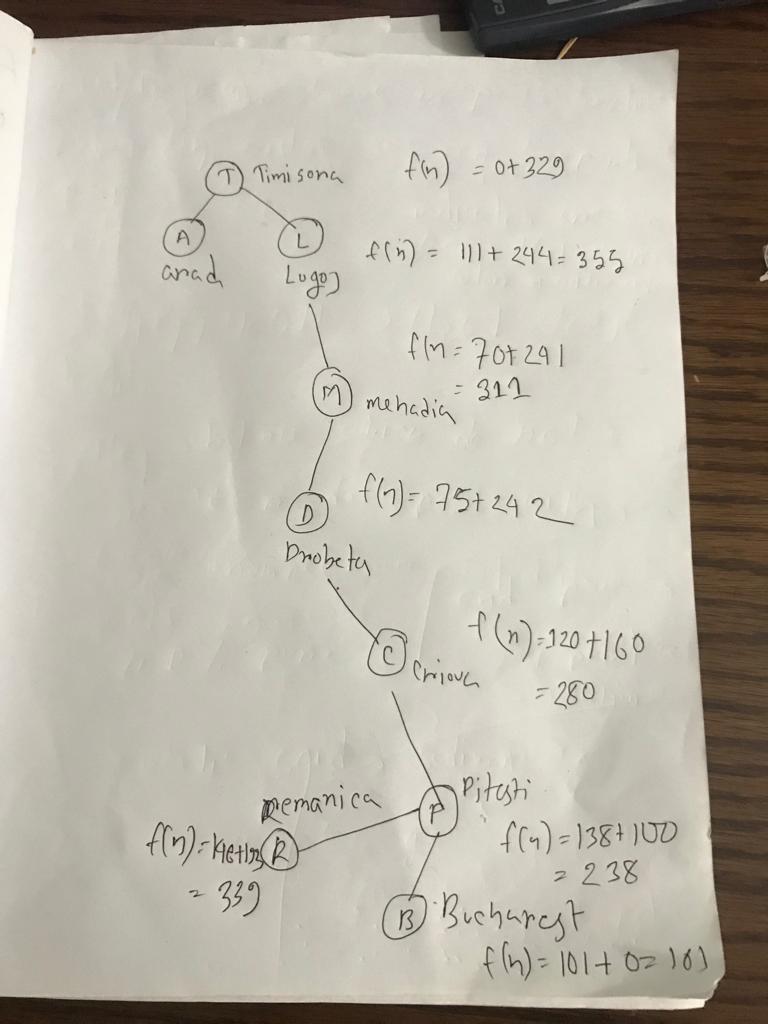 T Timisona f(n) = 0+329
A L f(n) = 111+ 244= 355
arad Lugoj
f(n = 70+241
= 311
M mehadia
f(n)= 75+242
D
Drobeta
f(n)=120+160
C Criova
= 280
Remanica Pitesti
f(n)=146+193 R P f(n)=138+100
= 339 = 238
B Bucharest
f(n)= 101+0=101